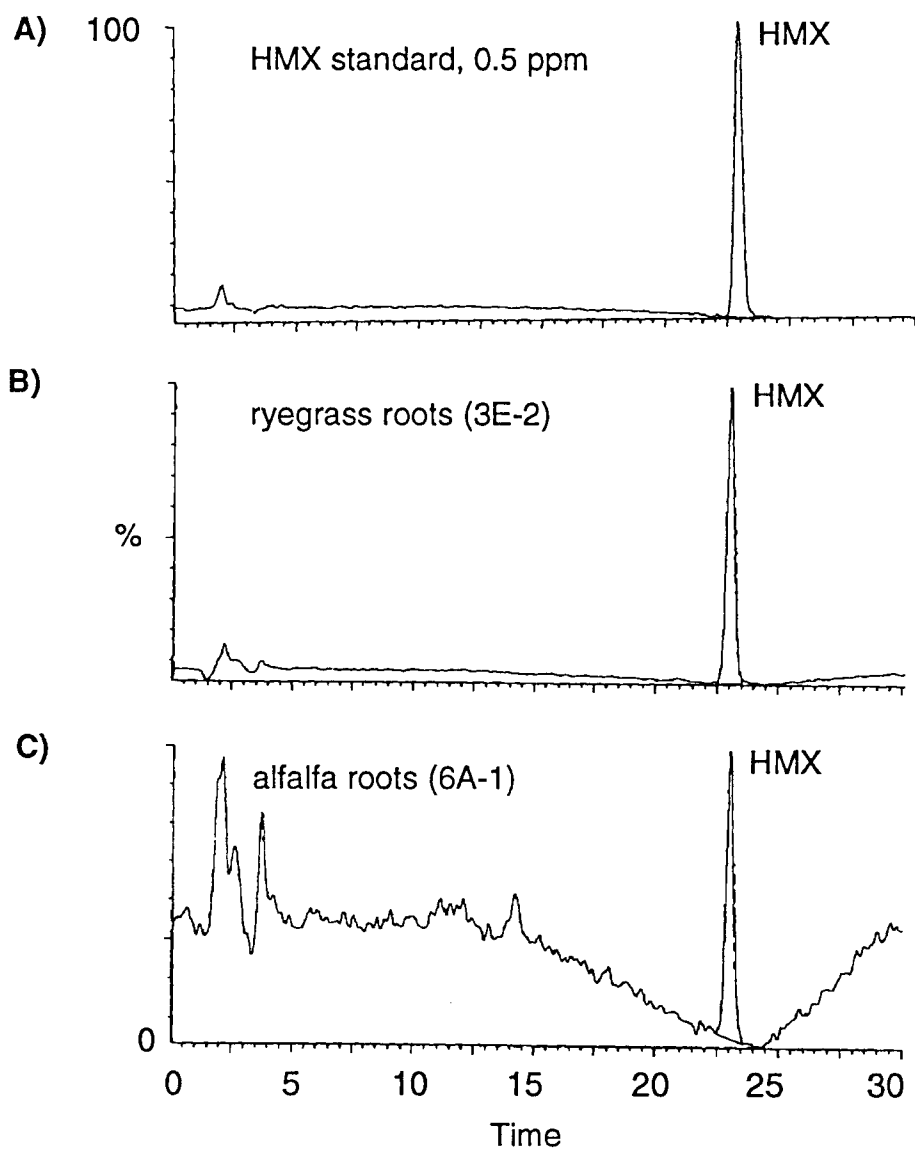 A)
100
HMX standard, 0.5 ppm
HMX
B)
ryegrass roots (3E-2)
HMX
%
C)
alfalfa roots (6A-1)
HMX
0
0 5 10 15 20 25 30
Time